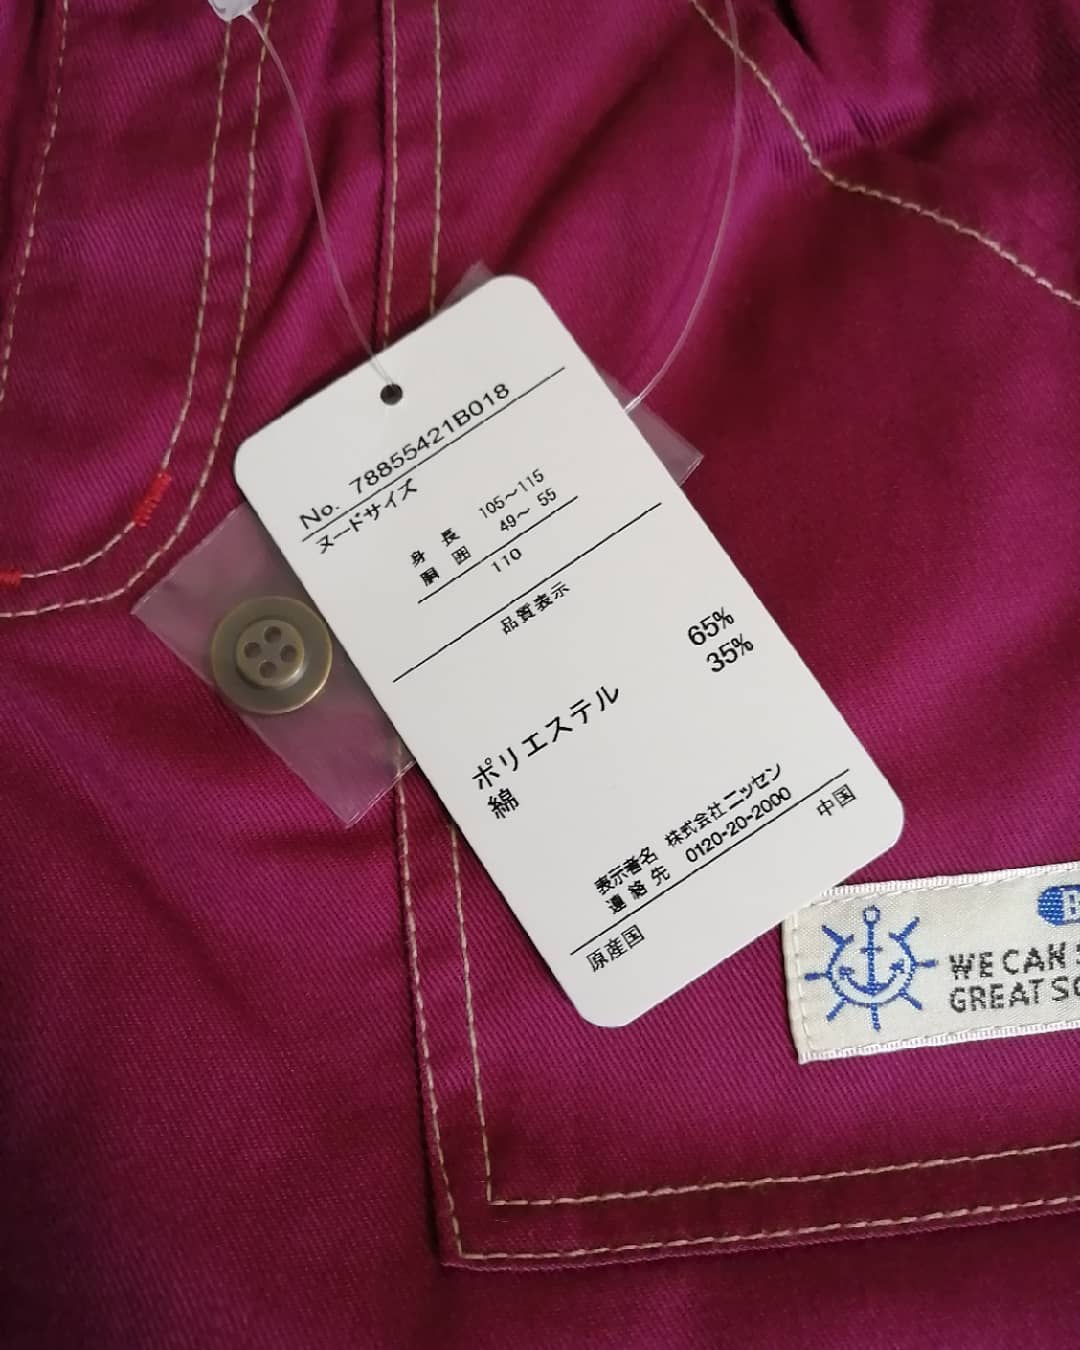 No. 78855421B018
ヌードサイズ
身 長 105～115
胴 囲 49～ 55
110
品質表示
ポリエステル 65%
綿 35%
表示者名 株式会社ニッセン
連絡先 0120-20-2000
原産国 中国
B
WE CAN
GREAT SC